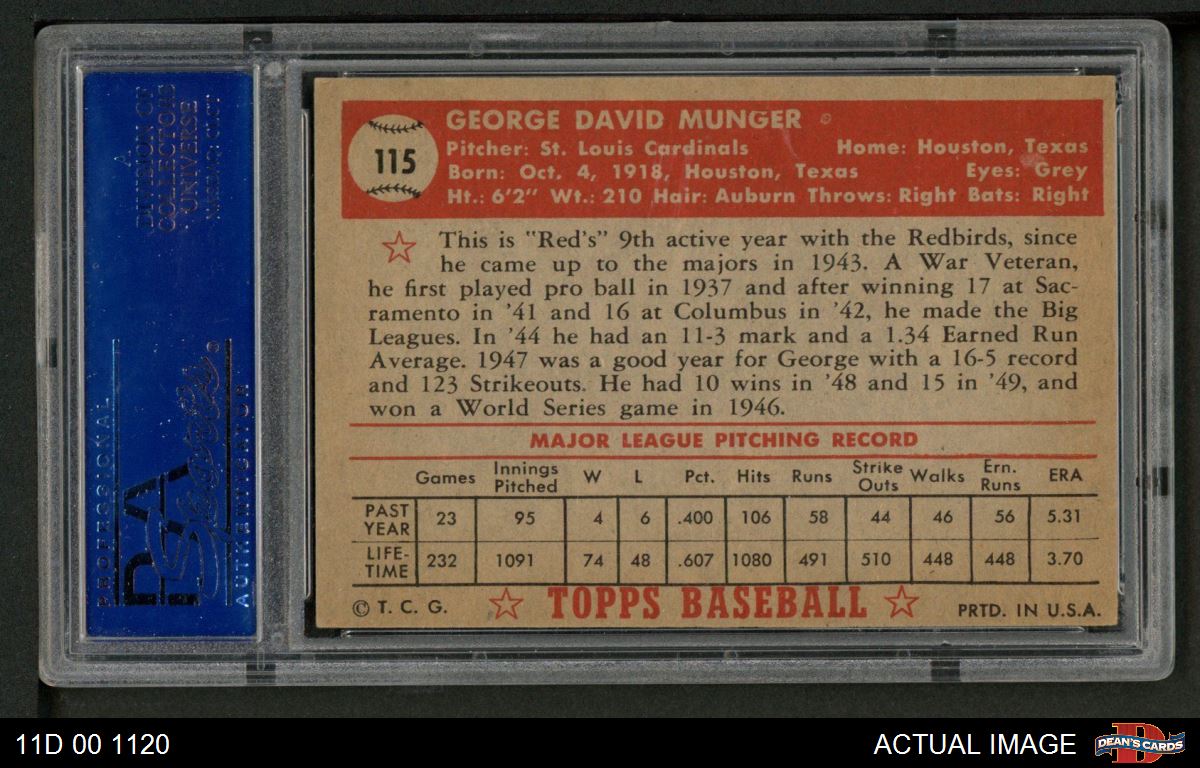 A
DIVISION OF
COLLECTORS
UNIVERSE
NASDAQ: CLCT
PROFESSIONAL
PSA
Sports
AUTHENTICATOR
115
GEORGE DAVID MUNGER
Pitcher: St. Louis Cardinals Home: Houston, Texas
Born: Oct. 4, 1918, Houston, Texas Eyes: Grey
Ht.: 6'2" Wt.: 210 Hair: Auburn Throws: Right Bats: Right
This is "Red's" 9th active year with the Redbirds, since
he came up to the majors in 1943. A War Veteran,
he first played pro ball in 1937 and after winning 17 at Sac-
ramento in '41 and 16 at Columbus in '42, he made the Big
Leagues. In '44 he had an 11-3 mark and a 1.34 Earned Run
Average. 1947 was a good year for George with a 16-5 record
and 123 Strikeouts. He had 10 wins in '48 and 15 in '49, and
won a World Series game in 1946.
MAJOR LEAGUE PITCHING RECORD
Games Innings Pitched W L Pct. Hits Runs Strike Outs Walks Ern. Runs ERA
PAST YEAR 23 95 4 6 .400 106 58 44 46 56 5.31
LIFE-TIME 232 1091 74 48 .607 1080 491 510 448 448 3.70
© T. C. G. TOPPS BASEBALL PRTD. IN U.S.A.
11D 00 1120 ACTUAL IMAGE D DEAN'S CARDS